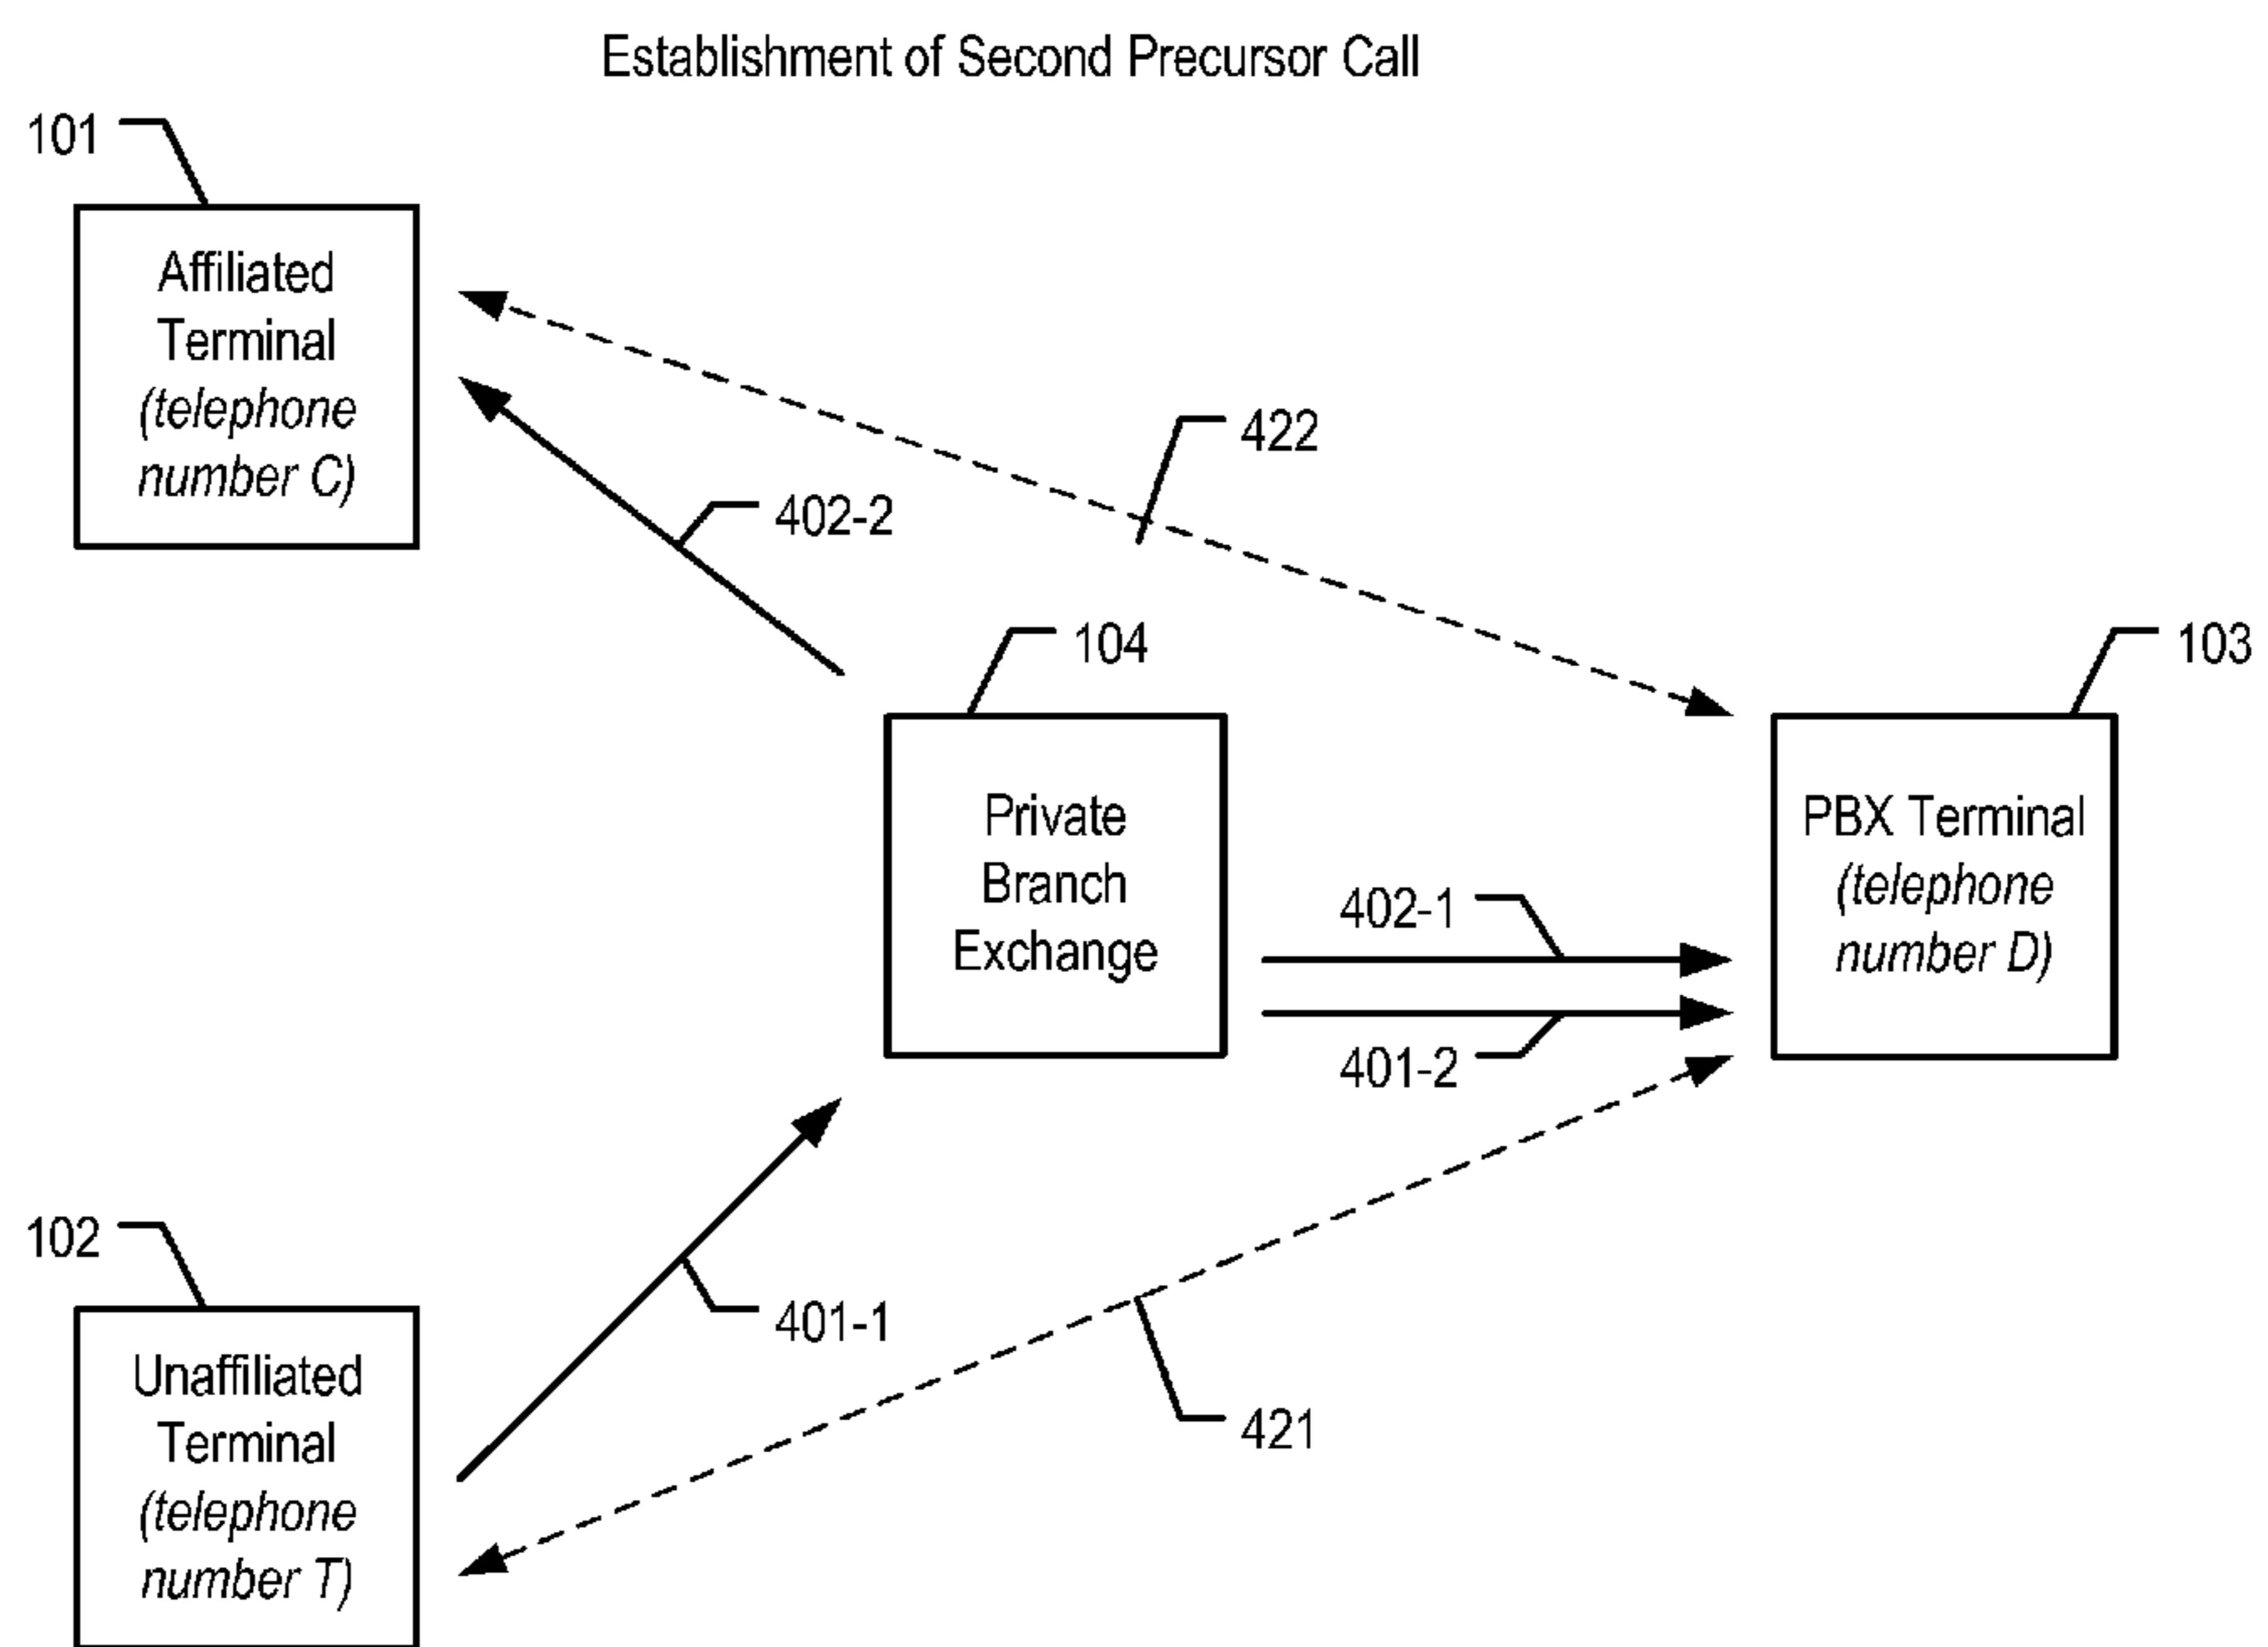 Establishment of Second Precursor Call
101
Affiliated
Terminal
(telephone
number C)
422
402-2
104
103
Private
Branch
Exchange
PBX Terminal
(telephone
number D)
402-1
401-2
102
401-1
421
Unaffiliated
Terminal
(telephone
number T)